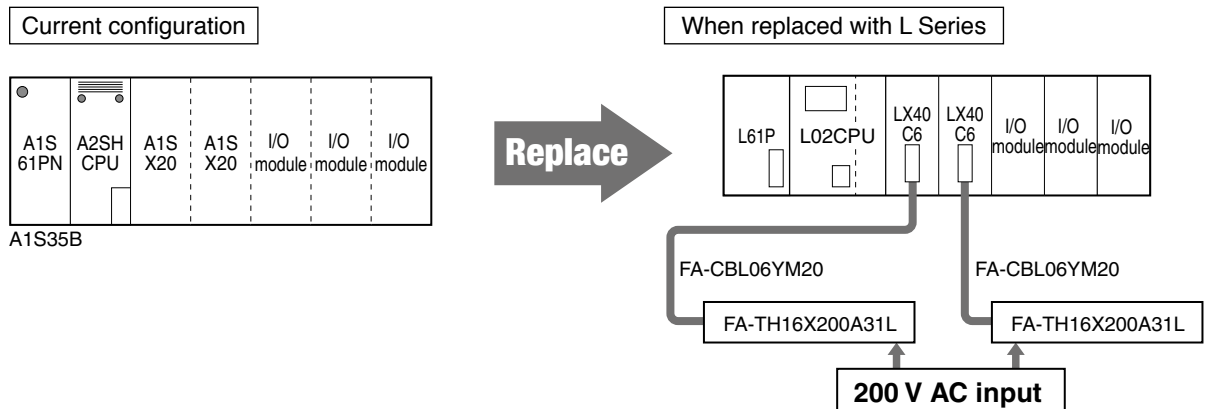 Current configuration
A1S
61PN
A2SH
CPU
A1S
X20
A1S
X20
I/O
module
I/O
module
I/O
module
A1S35B
Replace
When replaced with L Series
L61P
L02CPU
LX40
C6
LX40
C6
I/O
module
I/O
module
I/O
module
FA-CBL06YM20
FA-CBL06YM20
FA-TH16X200A31L
FA-TH16X200A31L
200 V AC input